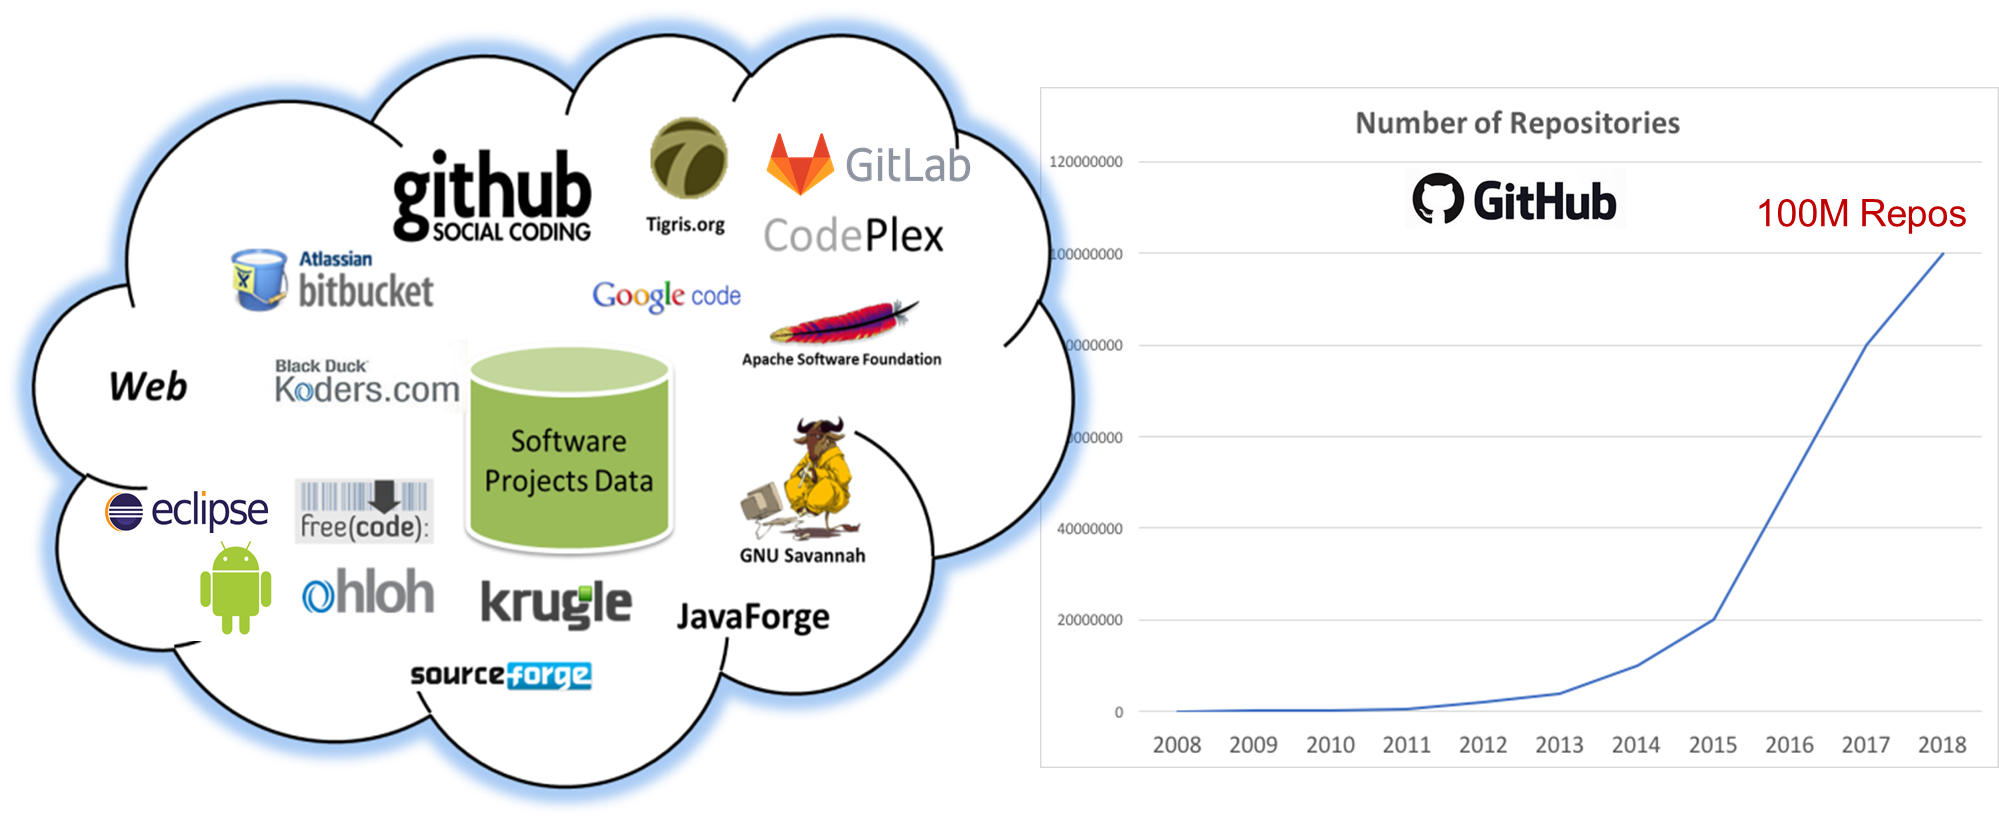 github
SOCIAL CODING
Tigris.org
GitLab
CodePlex
Atlassian
bitbucket
Google code
Apache Software Foundation
Web
Black Duck
Koders.com
Software
Projects Data
eclipse
free(code):
GNU Savannah
ohloh
krugle
JavaForge
sourceforge
Number of Repositories
120000000
GitHub
100M Repos
100000000
40000000
20000000
0
2008 2009 2010 2011 2012 2013 2014 2015 2016 2017 2018